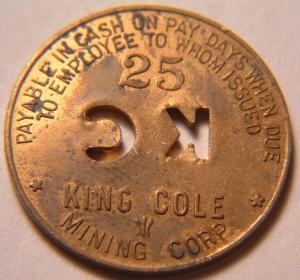 PAYABLE IN CASH ON PAY DAYS WHEN DUE
TO EMPLOYEE TO WHOM ISSUED
25
C K
KING COLE
MINING CORP.